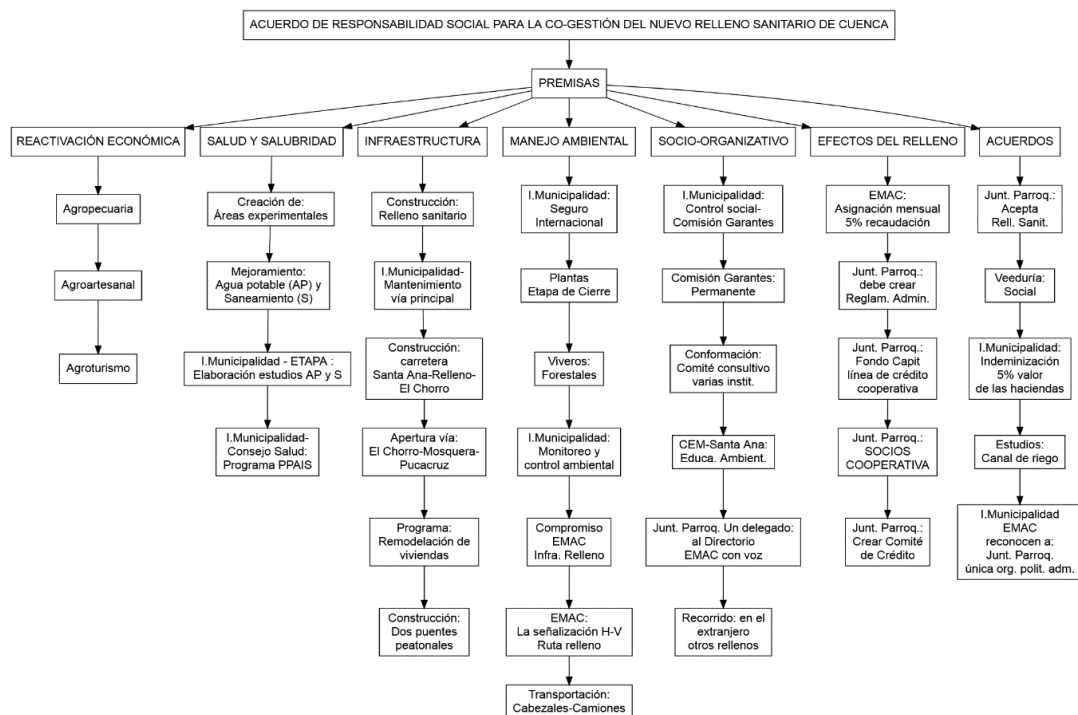 ACUERDO DE RESPONSABILIDAD SOCIAL PARA LA CO-GESTIÓN DEL NUEVO RELLENO SANITARIO DE CUENCA
PREMISAS
REACTIVACIÓN ECONÓMICA
Agropecuaria
Agroartesanal
Agroturismo
SALUD Y SALUBRIDAD
Creación de:
Áreas experimentales
Mejoramiento:
Agua potable (AP) y
Saneamiento (S)
I.Municipalidad - ETAPA :
Elaboración estudios AP y S
I.Municipalidad-
Consejo Salud:
Programa PPAIS
INFRAESTRUCTURA
Construcción:
Relleno sanitario
I.Municipalidad-
Mantenimiento
vía principal
Construcción:
carretera
Santa Ana-Relleno-
El Chorro
Apertura vía:
El Chorro-Mosquera-
Pucacruz
Programa:
Remodelación de
viviendas
Construcción:
Dos puentes
peatonales
MANEJO AMBIENTAL
I.Municipalidad:
Seguro
Internacional
Plantas
Etapa de Cierre
Viveros:
Forestales
I.Municipalidad:
Monitoreo y
control ambiental
Compromiso
EMAC
Infra. Relleno
EMAC:
La señalización H-V
Ruta relleno
Transportación:
Cabezales-Camiones
SOCIO-ORGANIZATIVO
I.Municipalidad:
Control social-
Comisión Garantes
Comisión Garantes:
Permanente
Conformación:
Comité consultivo
varias instit.
CEM-Santa Ana:
Educa. Ambient.
Junt. Parroq. Un delegado:
al Directorio
EMAC con voz
Recorrido: en el
extranjero
otros rellenos
EFECTOS DEL RELLENO
EMAC:
Asignación mensual
5% recaudación
Junt. Parroq.:
debe crear
Reglam. Admin.
Junt. Parroq.:
Fondo Capit
línea de crédito
cooperativa
Junt. Parroq.:
SOCIOS
COOPERATIVA
Junt. Parroq.:
Crear Comité
de Crédito
ACUERDOS
Junt. Parroq.:
Acepta
Rell. Sanit.
Veeduría:
Social
I.Municipalidad:
Indeminización
5% valor
de las haciendas
Estudios:
Canal de riego
I.Municipalidad
EMAC
reconocen a:
Junt. Parroq.
única org. polit. adm.